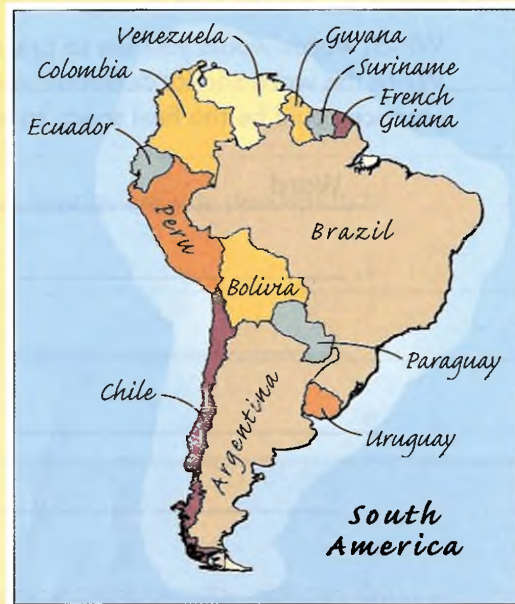 Venezuela
Guyana
Colombia
Suriname
French
Guiana
Ecuador
Peru
Brazil
Bolivia
Paraguay
Chile
Argentina
Uruguay
South
America